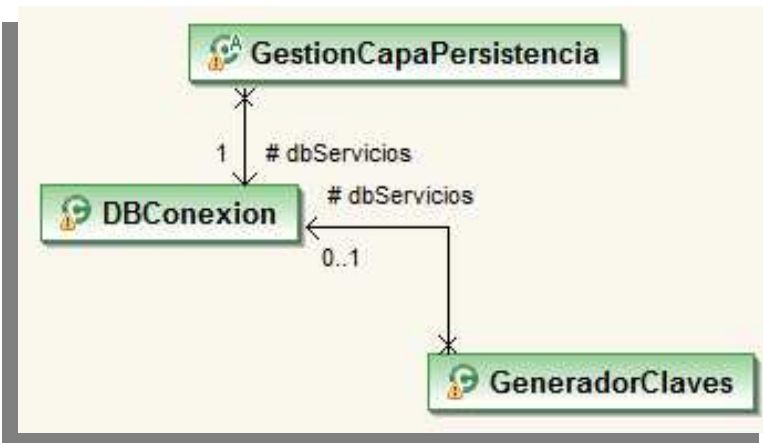 GestionCapaPersistencia
1
# dbServicios
# dbServicios
DBConexion
0..1
GeneradorClaves